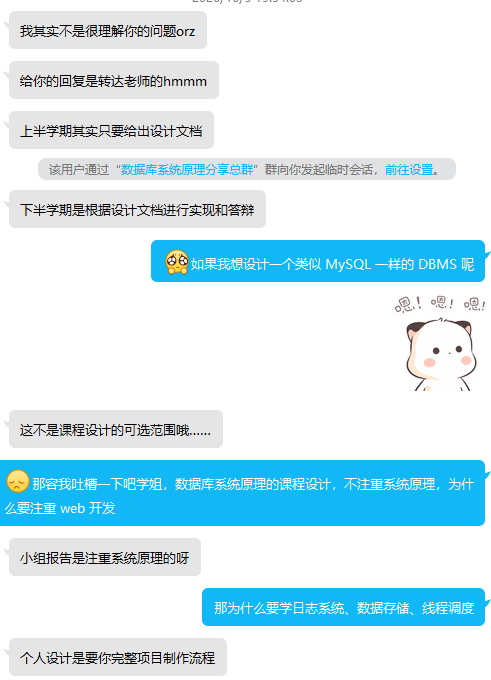 我其实不是很理解你的问题orz
给你的回复是转达老师的hmmm
上半学期其实只要给出设计文档
该用户通过“数据库系统原理分享总群”群向你发起临时会话，前往设置。
下半学期是根据设计文档进行实现和答辩
如果我想设计一个类似 MySQL 一样的 DBMS 呢
嗯！嗯！嗯！
这不是课程设计的可选范围哦......
那容我吐槽一下吧学姐，数据库系统原理的课程设计，不注重系统原理，为什
么要注重 web 开发
小组报告是注重系统原理的呀
那为什么要学日志系统、数据存储、线程调度
个人设计是要你完整项目制作流程